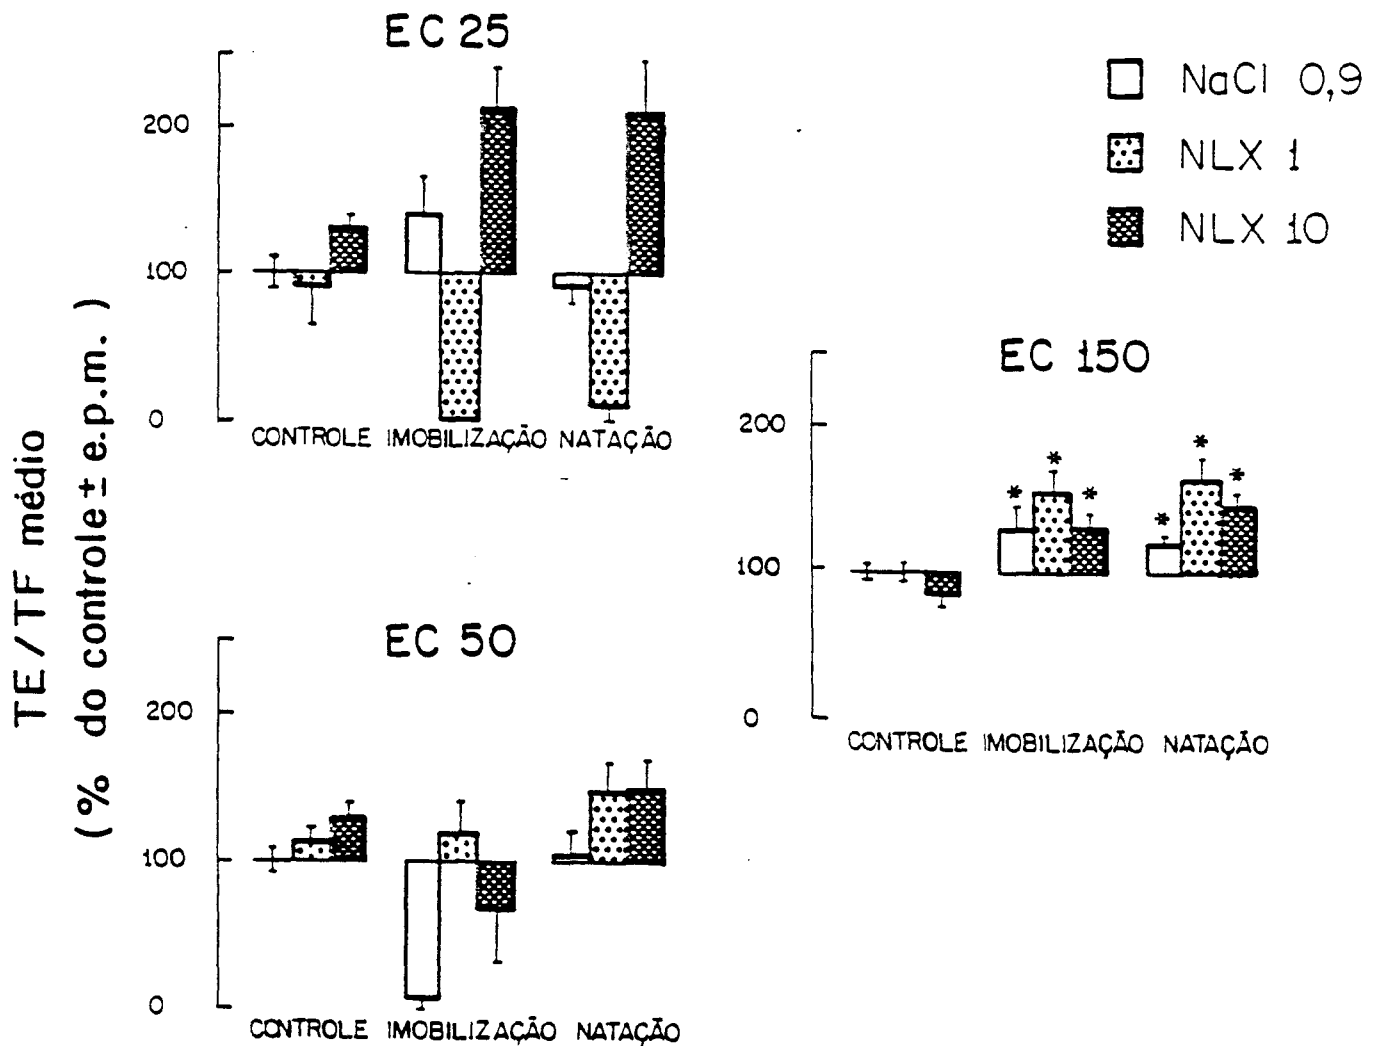 EC 25
200
100
0
CONTROLE IMOBILIZAÇÃO NATAÇÃO
NaCl 0,9
NLX 1
NLX 10
TE/TF médio
(% do controle ± e.p.m. )
EC 150
200
* * * * * *
100
0
CONTROLE IMOBILIZAÇÃO NATAÇÃO
EC 50
200
100
0
CONTROLE IMOBILIZAÇÃO NATAÇÃO